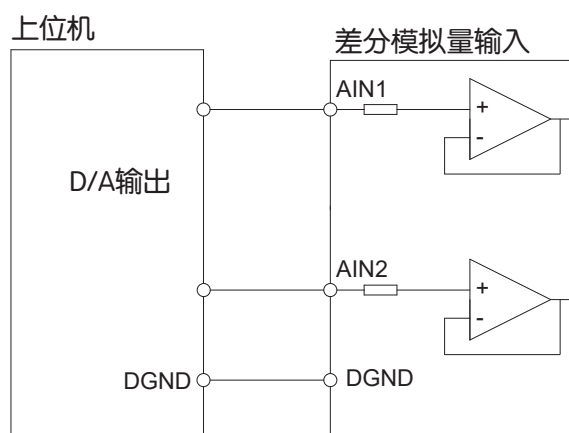 上位机
差分模拟量输入
AIN1
+
-
D/A输出
AIN2
+
-
DGND
DGND